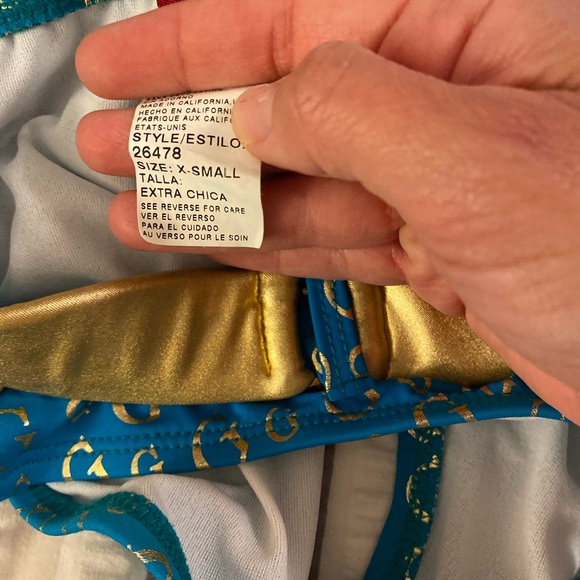 MADE IN CALIFORNIA, U
HECHO EN CALIFORN
FABRIQUE AUX CALIF
ETATS-UNIS
STYLE/ESTILO:
26478
SIZE: X-SMALL
TALLA:
EXTRA CHICA
SEE REVERSE FOR CARE
VER EL REVERSO
PARA EL CUIDADO
AU VERSO POUR LE SOIN
G G G G G G G